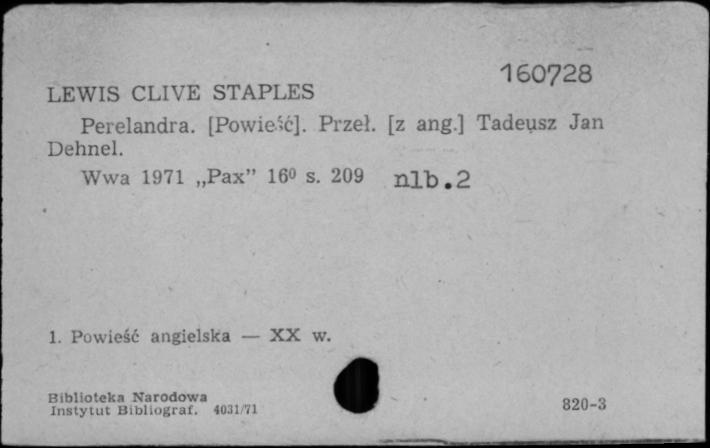 160728
LEWIS CLIVE STAPLES
Perelandra. [Powieść]. Przeł. [z ang.] Tadeusz Jan
Dehnel.
Wwa 1971 „Pax” 16⁰ s. 209 nlb.2
1. Powieść angielska — XX w.
Biblioteka Narodowa
Instytut Bibliograf. 4031/71
820-3